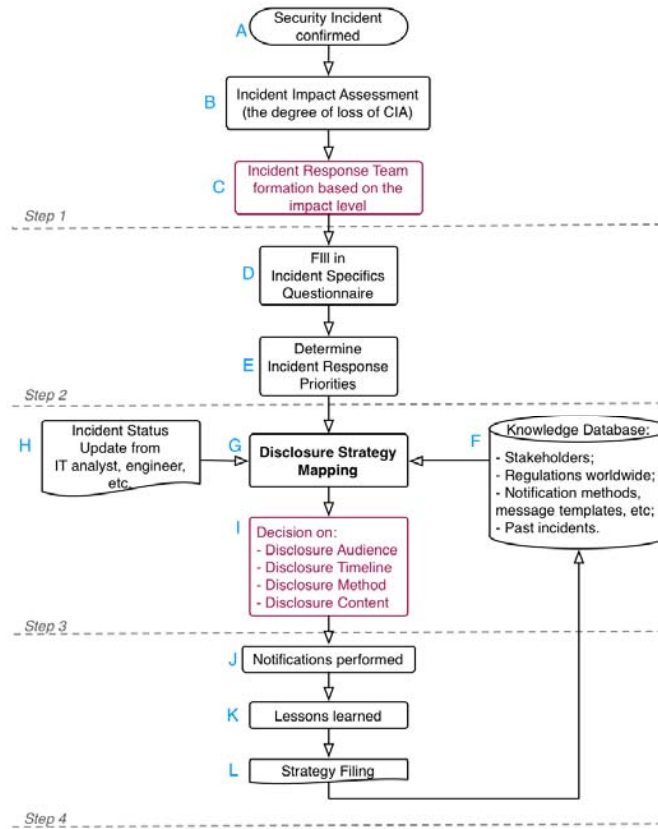 A
Security Incident
confirmed
B
Incident Impact Assessment
(the degree of loss of CIA)
C
Incident Response Team
formation based on the
impact level
Step 1
D
FIll in
Incident Specifics
Questionnaire
E
Determine
Incident Response
Priorities
Step 2
H
Incident Status
Update from
IT analyst, engineer,
etc.
G
Disclosure Strategy
Mapping
F
Knowledge Database:
- Stakeholders;
- Regulations worldwide;
- Notification methods,
message templates, etc;
- Past incidents.
I
Decision on:
- Disclosure Audience
- Disclosure Timeline
- Disclosure Method
- Disclosure Content
Step 3
J
Notifications performed
K
Lessons learned
L
Strategy Filing
Step 4